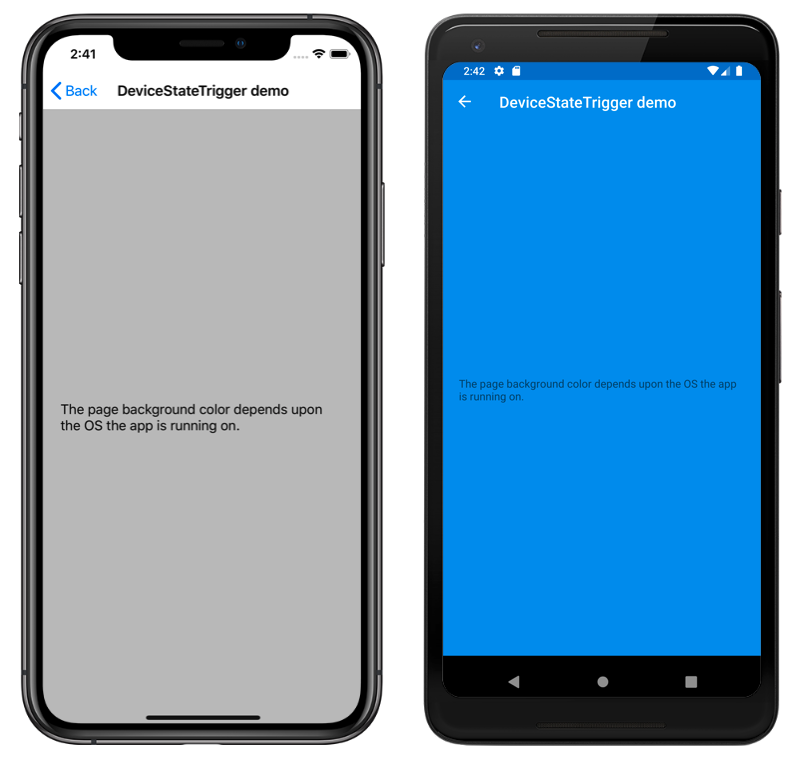 2:41
Back
DeviceStateTrigger demo
The page background color depends upon
the OS the app is running on.
2:42
DeviceStateTrigger demo
The page background color depends upon the OS the app
is running on.